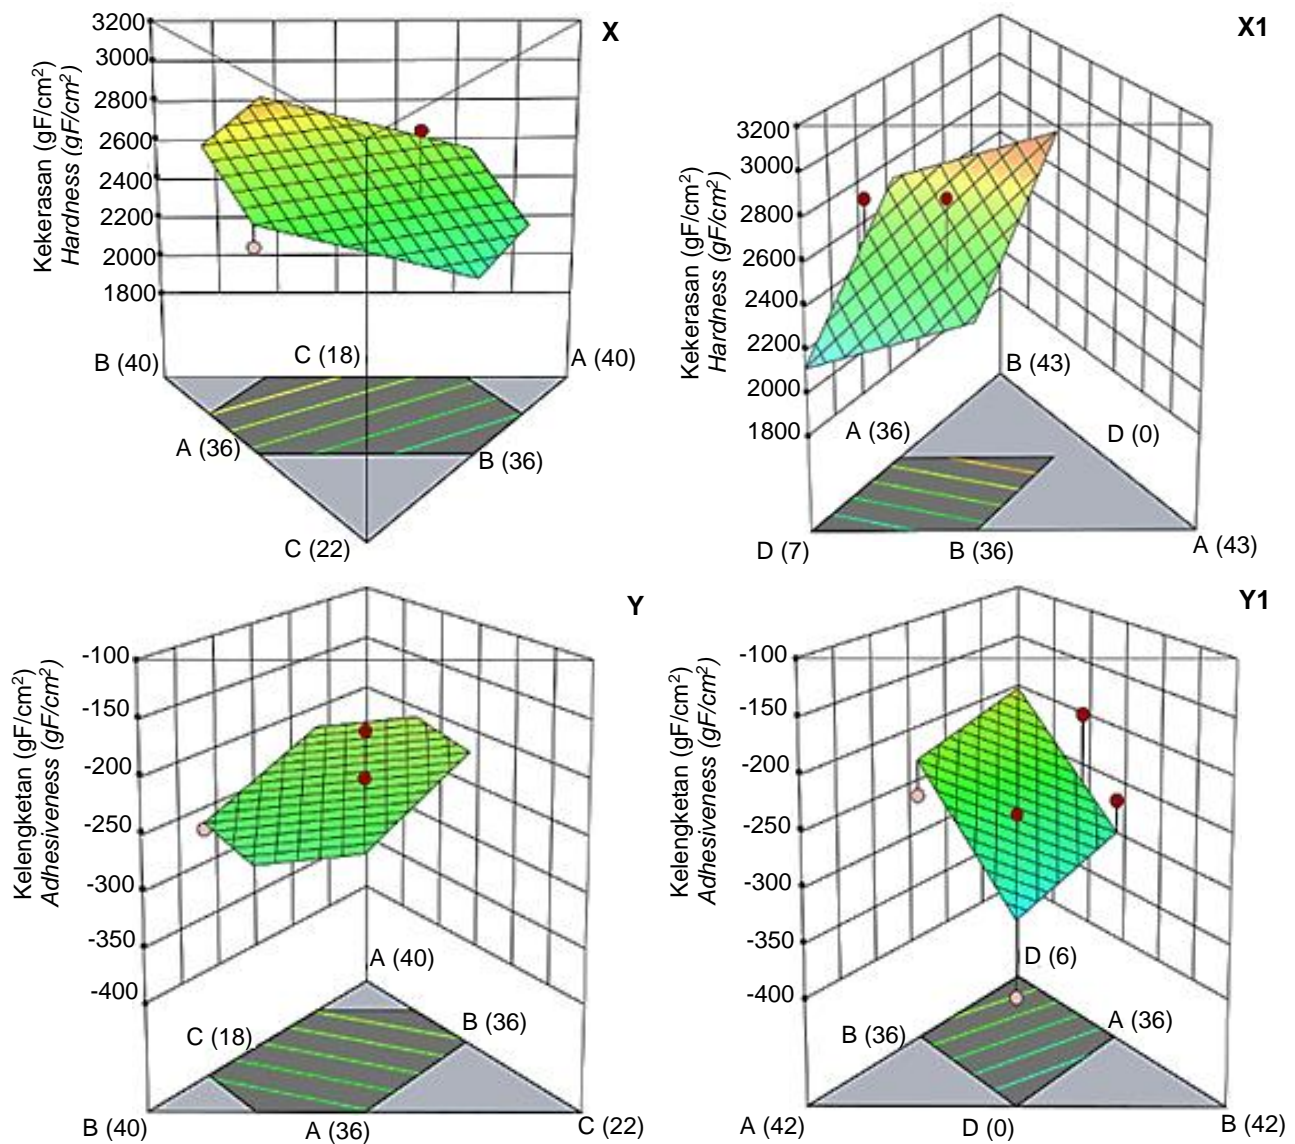 X
Kekerasan (gF/cm²)
Hardness (gF/cm²)
3200
3000
2800
2600
2400
2200
2000
1800
B (40)
C (18)
A (40)
A (36)
B (36)
C (22)
X1
Kekerasan (gF/cm²)
Hardness (gF/cm²)
3200
3000
2800
2600
2400
2200
2000
1800
B (43)
A (36)
D (0)
D (7)
B (36)
A (43)
Y
Kelengketan (gF/cm²)
Adhesiveness (gF/cm²)
-100
-150
-200
-250
-300
-350
-400
A (40)
C (18)
B (36)
B (40)
A (36)
C (22)
Y1
Kelengketan (gF/cm²)
Adhesiveness (gF/cm²)
-100
-150
-200
-250
-300
-350
-400
D (6)
B (36)
A (36)
A (42)
D (0)
B (42)